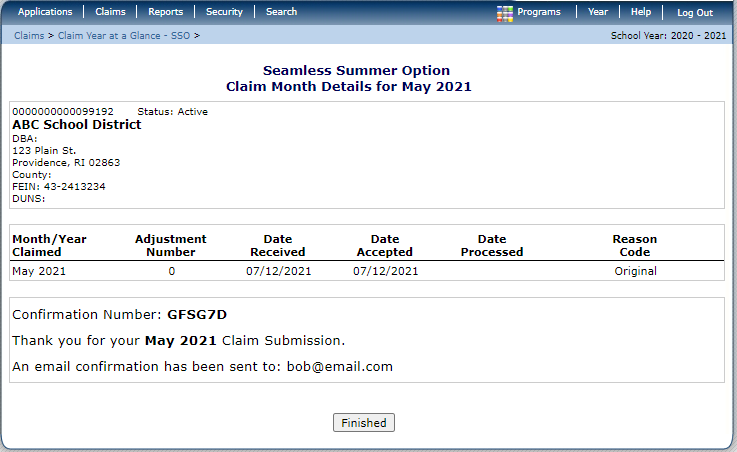 Applications Claims Reports Security Search Programs Year Help Log Out
Claims > Claim Year at a Glance - SSO > School Year: 2020 - 2021
Seamless Summer Option
Claim Month Details for May 2021
0000000000099192 Status: Active
ABC School District
DBA:
123 Plain St.
Providence, RI 02863
County:
FEIN: 43-2413234
DUNS:
Month/Year Adjustment Date Date Date Reason
Claimed Number Received Accepted Processed Code
May 2021 0 07/12/2021 07/12/2021 Original
Confirmation Number: GFSG7D
Thank you for your May 2021 Claim Submission.
An email confirmation has been sent to: bob@email.com
Finished